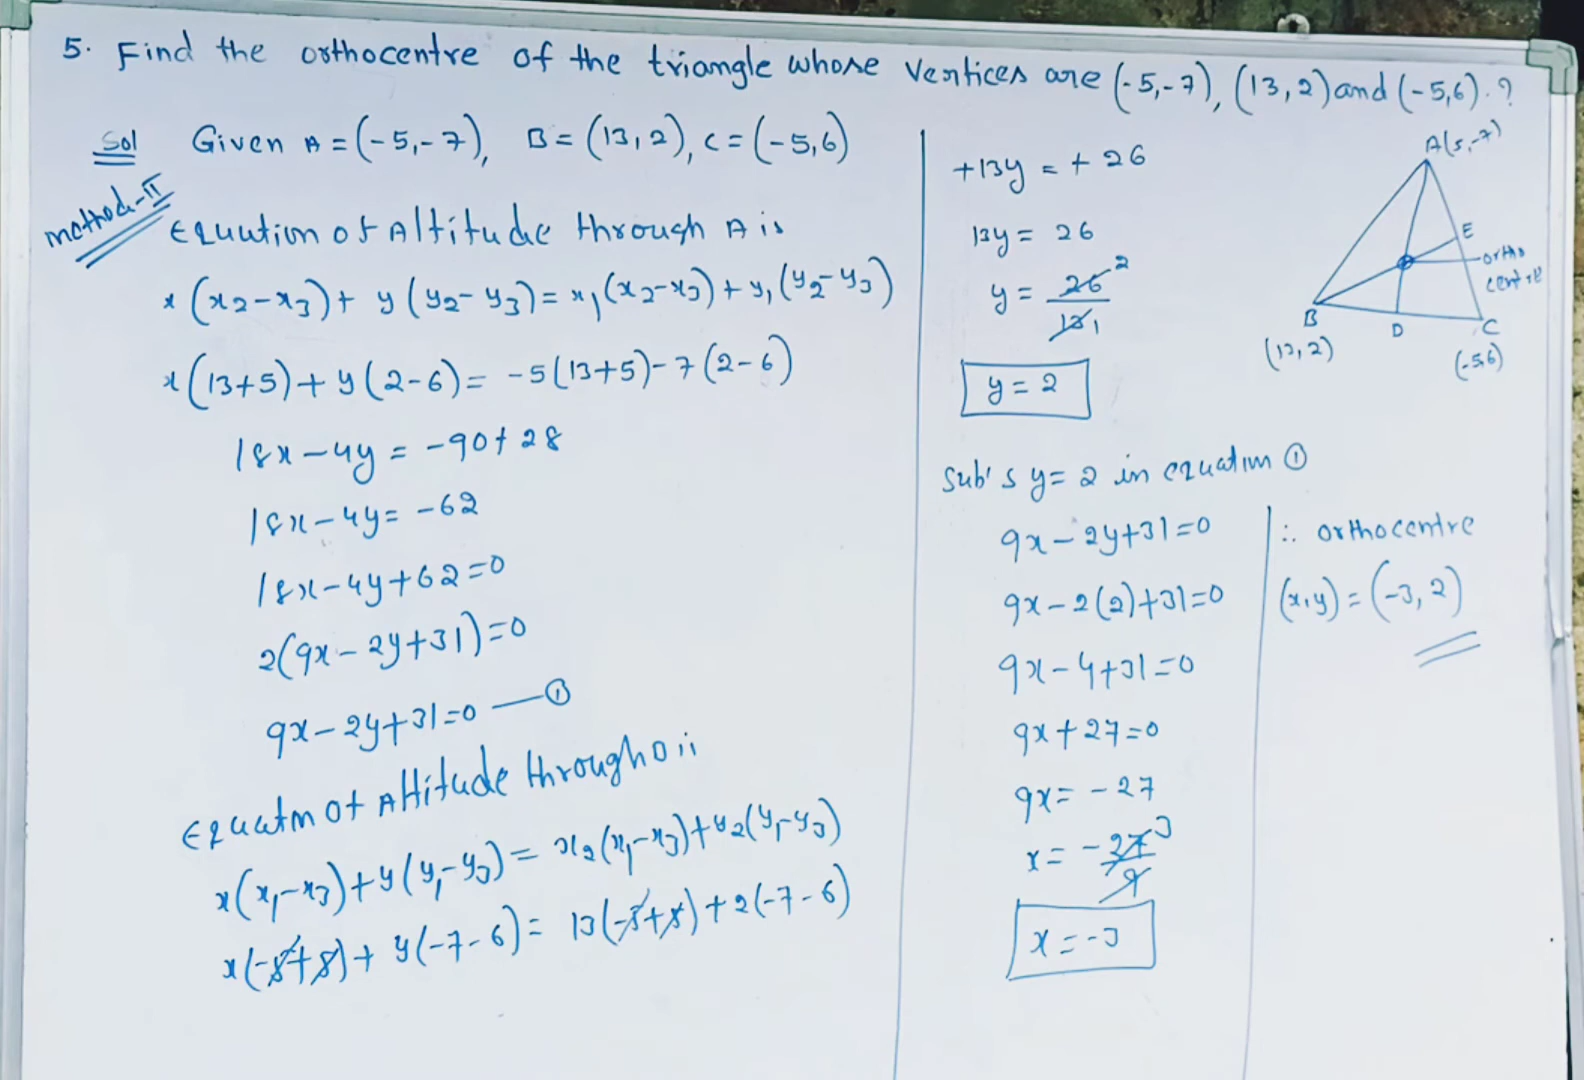 5. Find the orthocentre of the triangle whose vertices are (-5,-7), (13,2) and (-5,6).?
Sol Given A = (-5,-7), B = (13,2), C = (-5,6)
method-II
Equution of Altitude through A is
x(x2-x3) + y(y2-y3) = x1(x2-x3) + y1(y2-y3)
x(13+5) + y(2-6) = -5(13+5) - 7(2-6)
18x - 4y = -90 + 28
18x - 4y = -62
18x - 4y + 62 = 0
2(9x - 2y + 31) = 0
9x - 2y + 31 = 0 — ①
Altitude through
x(x1-x3) + y(y1-y3) = x2(x1-x3) + y2(y1-y3)
x(-5+5) + y(-7-6) = 13(-5+5) + 2(-7-6)
+13y = + 26
13y = 26
y = 26 2 / 13 1
y = 2
Sub's y = 2 in equation ①
9x - 2y + 31 = 0
9x - 2(2) + 31 = 0
9x - 4 + 31 = 0
9x + 27 = 0
9x = -27
x = -27 3 / 9
x = -3
A(5,-7)
E
ortho
centre
B
D
C
(13,2)
(-5,6)
∴ orthocentre
(x,y) = (-3,2)